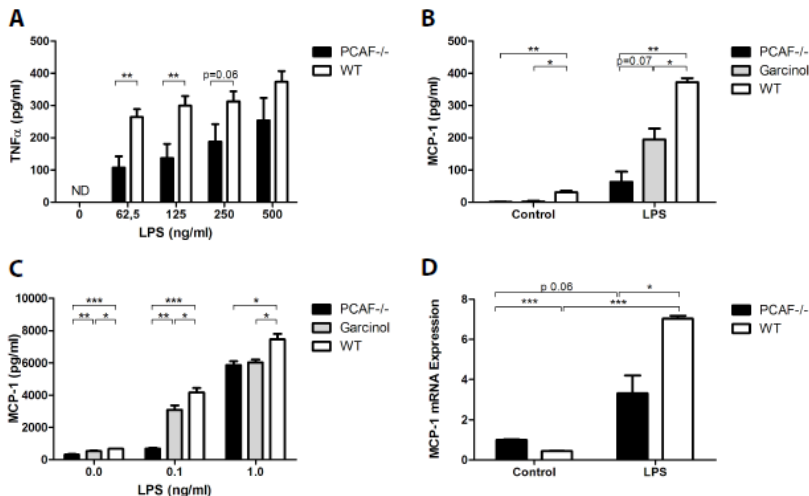 A
500
400
300
200
100
0
TNFα (pg/ml)
** ** p=0.06
ND
0 62,5 125 250 500
LPS (ng/ml)
PCAF-/-
WT
B
500
400
300
200
100
0
MCP-1 (pg/ml)
** **
* p=0.07 *
Control LPS
PCAF-/-
Garcinol
WT
C
10000
8000
6000
4000
2000
0
MCP-1 (pg/ml)
*** *** *
** * ** * *
0.0 0.1 1.0
LPS (ng/ml)
PCAF-/-
Garcinol
WT
D
8
6
4
2
0
MCP-1 mRNA Expression
p 0.06 *
*** ***
Control LPS
PCAF-/-
WT